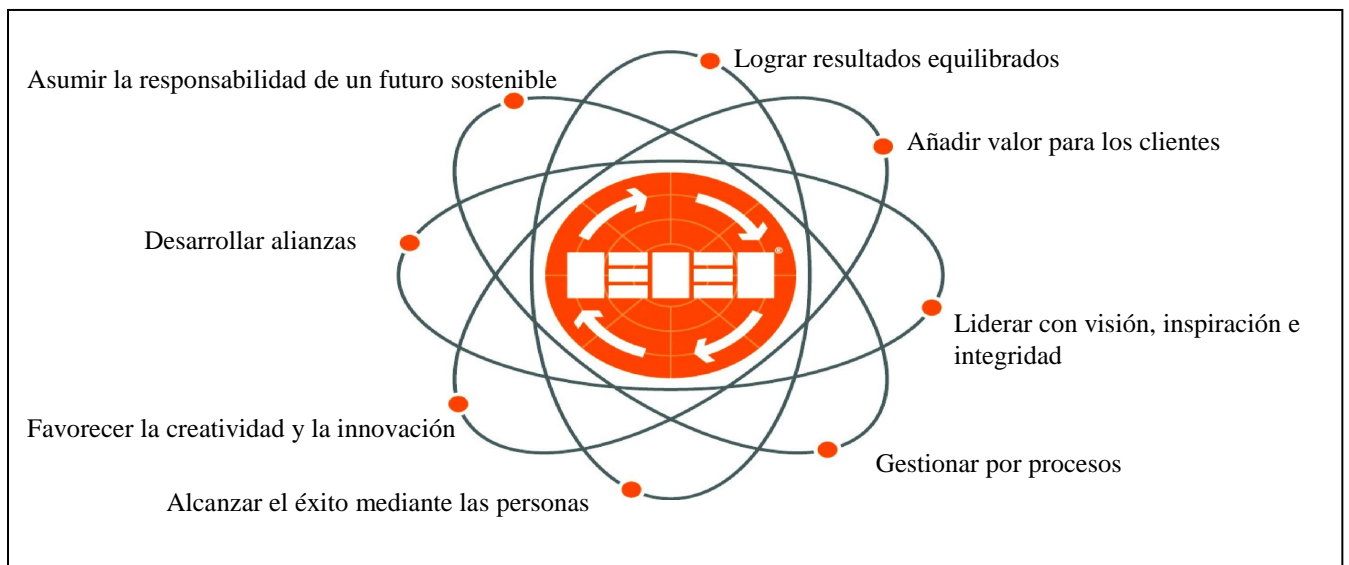 Lograr resultados equilibrados
Asumir la responsabilidad de un futuro sostenible
Añadir valor para los clientes
Desarrollar alianzas
®
Liderar con visión, inspiración e
integridad
Favorecer la creatividad y la innovación
Gestionar por procesos
Alcanzar el éxito mediante las personas